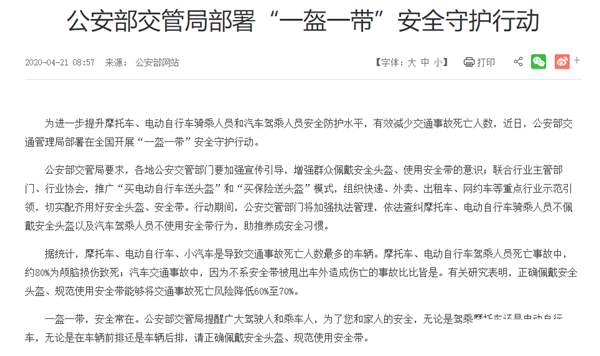 公安部交管局部署“一盔一带”安全守护行动
2020-04-21 08:57 来源： 公安部网站 【字体：大 中 小】 打印
为进一步提升摩托车、电动自行车骑乘人员和汽车驾乘人员安全防护水平，有效减少交通事故死亡人数，近日，公安部交
通管理局部署在全国开展“一盔一带”安全守护行动。
公安部交管局要求，各地公安交管部门要加强宣传引导，增强群众佩戴安全头盔、使用安全带的意识；联合行业主管部
门、行业协会，推广“买电动自行车送头盔”和“买保险送头盔”模式，组织快递、外卖、出租车、网约车等重点行业示范引
领，切实配齐用好安全头盔、安全带。行动期间，公安交管部门将加强执法管理，依法查纠摩托车、电动自行车骑乘人员不佩
戴安全头盔以及汽车驾乘人员不使用安全带行为，助推养成安全习惯。
据统计，摩托车、电动自行车、小汽车是导致交通事故死亡人数最多的车辆。摩托车、电动自行车驾乘人员死亡事故中，
约80%为颅脑损伤致死；汽车交通事故中，因为不系安全带被甩出车外造成伤亡的事故比比皆是。有关研究表明，正确佩戴安全
头盔、规范使用安全带能够将交通事故死亡风险降低60%至70%。
一盔一带，安全常在。公安部交管局提醒广大驾驶人和乘车人，为了您和家人的安全，无论是驾乘摩托车还是电动自行
车，无论是在车辆前排还是车辆后排，请正确佩戴安全头盔、规范使用安全带。